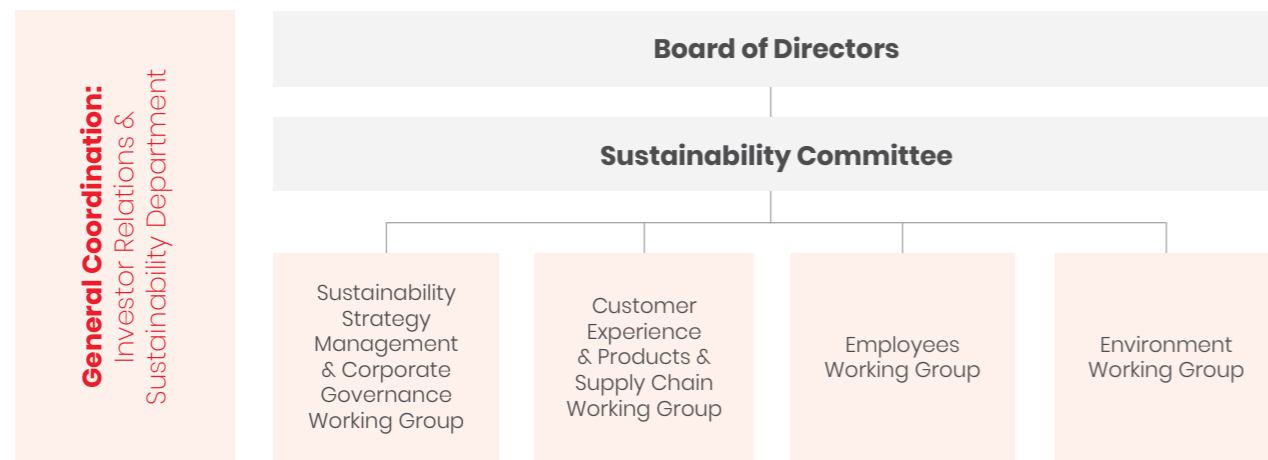 General Coordination:
Investor Relations &
Sustainability Department
Board of Directors
Sustainability Committee
Sustainability
Strategy
Management
& Corporate
Governance
Working Group
Customer
Experience
& Products &
Supply Chain
Working Group
Employees
Working Group
Environment
Working Group